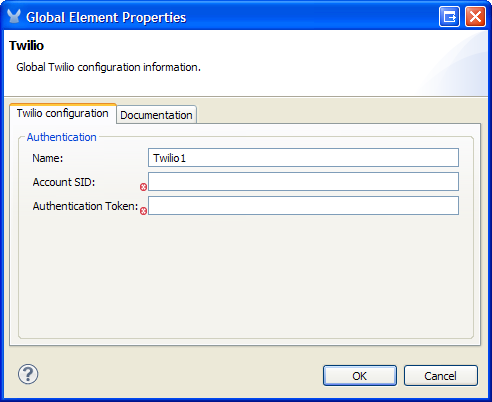 Global Element Properties
Twilio
Global Twilio configuration information.
Twilio configuration Documentation
Authentication
Name: Twilio1
Account SID:
Authentication Token:
? OK Cancel